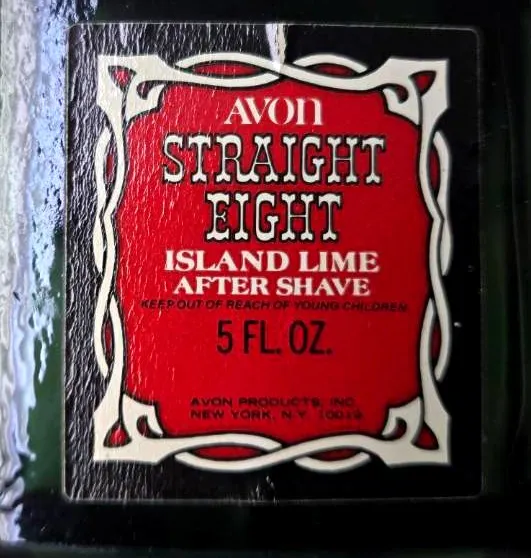 AVON
STRAIGHT
EIGHT
ISLAND LIME
AFTER SHAVE
KEEP OUT OF REACH OF YOUNG CHILDREN
5 FL. OZ.
AVON PRODUCTS, INC.
NEW YORK, N.Y. 10019